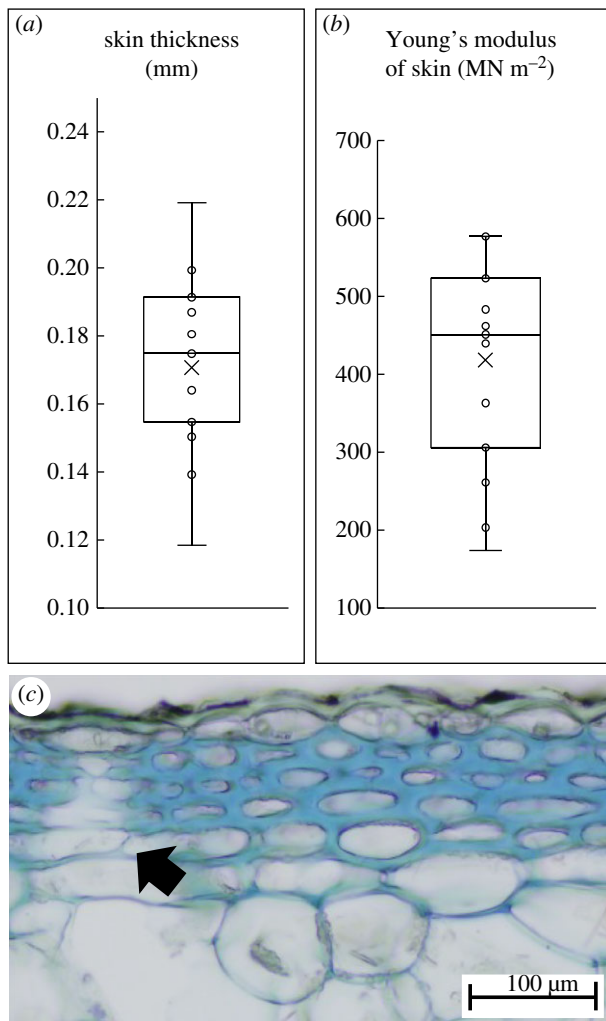 (a)
skin thickness
(mm)
0.24
0.22
0.20
0.18
0.16
0.14
0.12
0.10
(b)
Young’s modulus
of skin (MN m⁻²)
700
600
500
400
300
200
100
(c)
100 µm